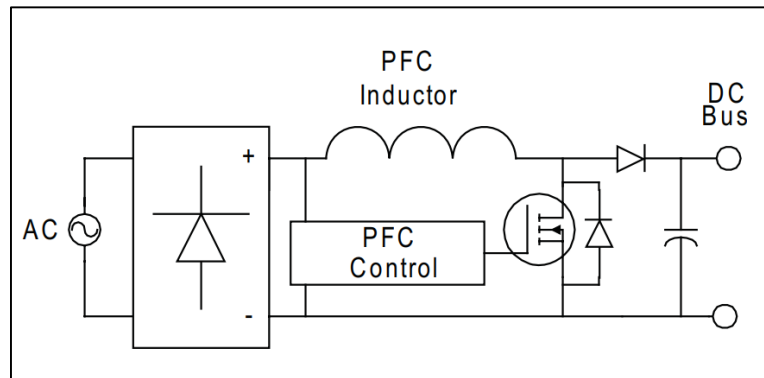 PFC
Inductor
DC
Bus
+
AC
PFC
Control
-